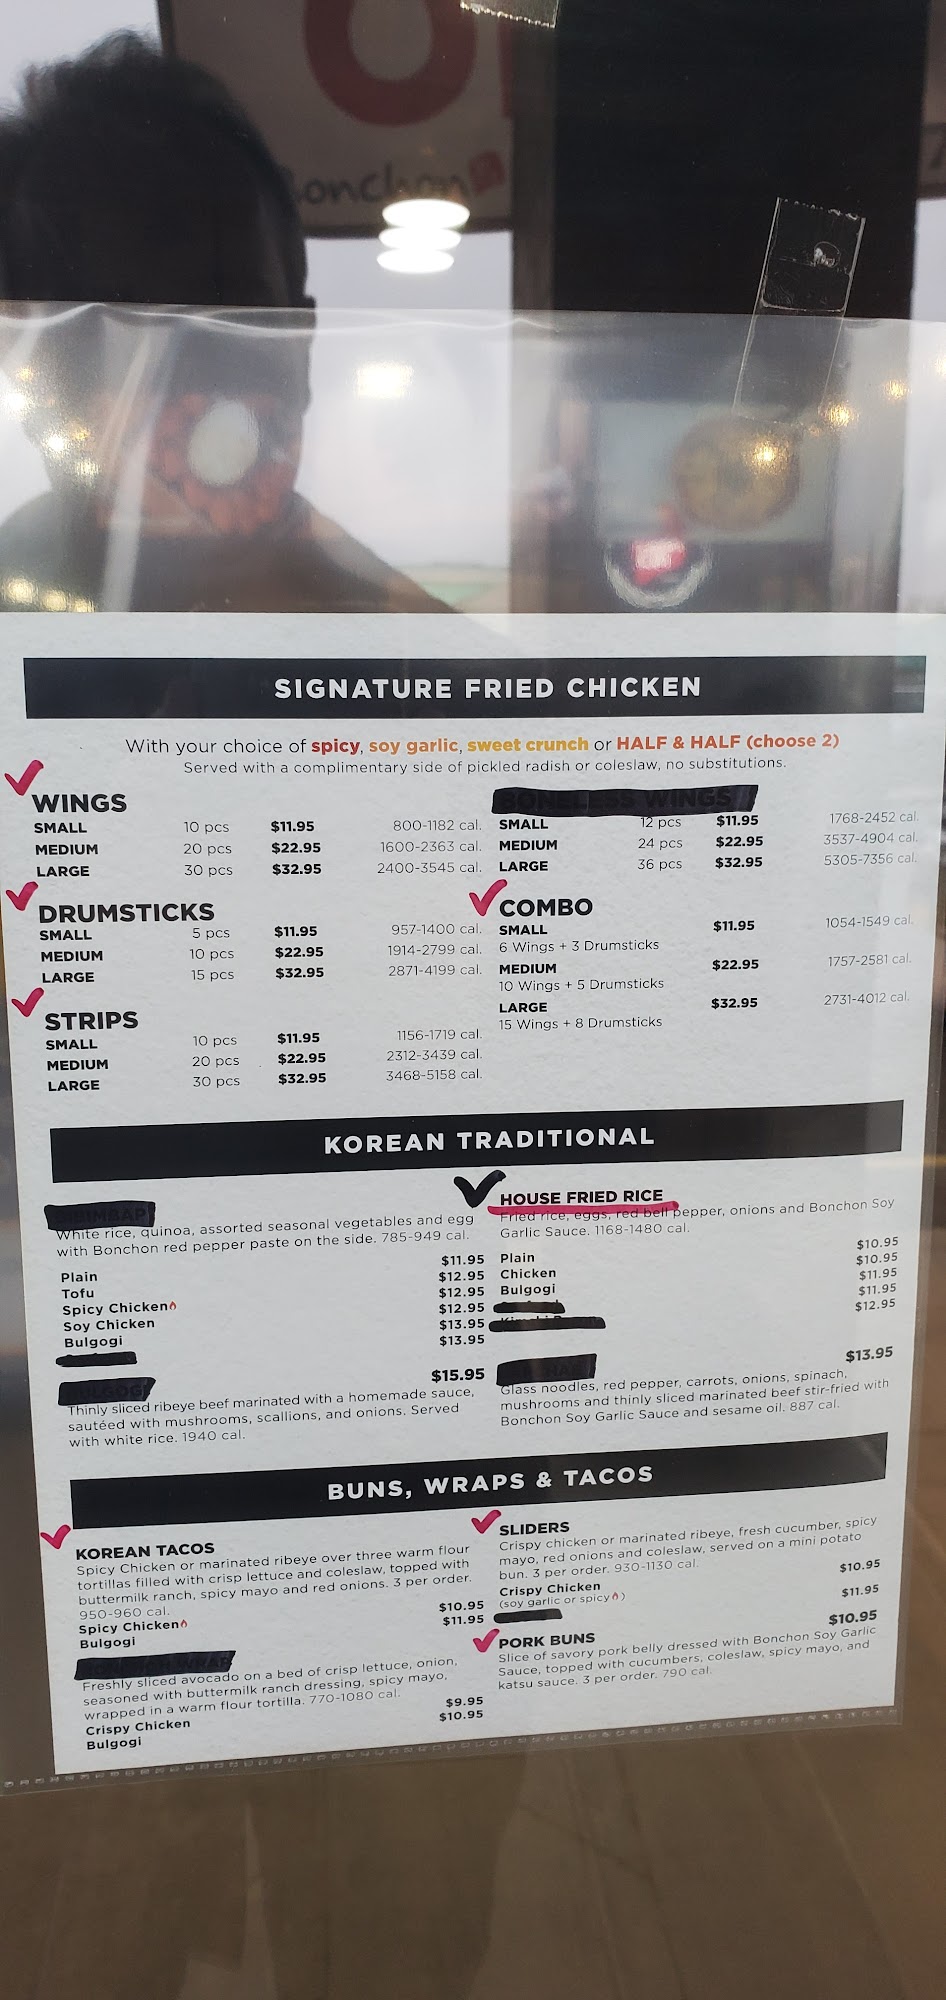 Bonchon
SIGNATURE FRIED CHICKEN
With your choice of spicy, soy garlic, sweet crunch or HALF & HALF (choose 2)
Served with a complimentary side of pickled radish or coleslaw, no substitutions.
WINGS
SMALL 10 pcs $11.95 800-1182 cal.
MEDIUM 20 pcs $22.95 1600-2363 cal.
LARGE 30 pcs $32.95 2400-3545 cal.
BONELESS WINGS
SMALL 12 pcs $11.95 1768-2452 cal.
MEDIUM 24 pcs $22.95 3537-4904 cal.
LARGE 36 pcs $32.95 5305-7356 cal.
DRUMSTICKS
SMALL 5 pcs $11.95 957-1400 cal.
MEDIUM 10 pcs $22.95 1914-2799 cal.
LARGE 15 pcs $32.95 2871-4199 cal.
COMBO
SMALL $11.95 1054-1549 cal.
6 Wings + 3 Drumsticks
MEDIUM $22.95 1757-2581 cal.
10 Wings + 5 Drumsticks
LARGE $32.95 2731-4012 cal.
15 Wings + 8 Drumsticks
STRIPS
SMALL 10 pcs $11.95 1156-1719 cal.
MEDIUM 20 pcs $22.95 2312-3439 cal.
LARGE 30 pcs $32.95 3468-5158 cal.
KOREAN TRADITIONAL
BIBIMBAP
White rice, quinoa, assorted seasonal vegetables and egg
with Bonchon red pepper paste on the side. 785-949 cal.
Plain $11.95
Tofu $12.95
Spicy Chicken $12.95
Soy Chicken $12.95
Bulgogi $13.95
$13.95
HOUSE FRIED RICE
Fried rice, eggs, red bell pepper, onions and Bonchon Soy
Garlic Sauce. 1168-1480 cal.
Plain $10.95
Chicken $10.95
Bulgogi $11.95
$11.95
$12.95
BULGOGI $15.95
Thinly sliced ribeye beef marinated with a homemade sauce,
sautéed with mushrooms, scallions, and onions. Served
with white rice. 1940 cal.
$13.95
Glass noodles, red pepper, carrots, onions, spinach,
mushrooms and thinly sliced marinated beef stir-fried with
Bonchon Soy Garlic Sauce and sesame oil. 887 cal.
BUNS, WRAPS & TACOS
KOREAN TACOS
Spicy Chicken or marinated ribeye over three warm flour
tortillas filled with crisp lettuce and coleslaw, topped with
buttermilk ranch, spicy mayo and red onions. 3 per order.
950-960 cal.
Spicy Chicken $10.95
Bulgogi $11.95
SLIDERS
Crispy chicken or marinated ribeye, fresh cucumber, spicy
mayo, red onions and coleslaw, served on a mini potato
bun. 3 per order. 930-1130 cal.
Crispy Chicken $10.95
(soy garlic or spicy)
$11.95
WRAP
Freshly sliced avocado on a bed of crisp lettuce, onion,
seasoned with buttermilk ranch dressing, spicy mayo,
wrapped in a warm flour tortilla. 770-1080 cal.
Crispy Chicken $9.95
Bulgogi $10.95
PORK BUNS $10.95
Slice of savory pork belly dressed with Bonchon Soy Garlic
Sauce, topped with cucumbers, coleslaw, spicy mayo, and
katsu sauce. 3 per order. 790 cal.